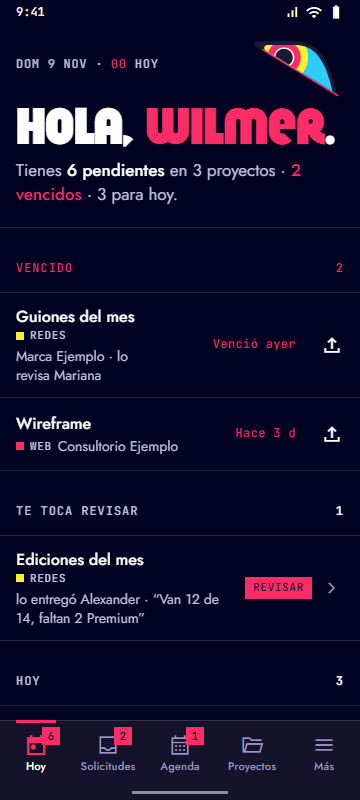 9:41
DOM 9 NOV · 00 HOY
HOLA, WILMER.
Tienes 6 pendientes en 3 proyectos · 2
vencidos · 3 para hoy.
VENCIDO 2
Guiones del mes
REDES
Marca Ejemplo · lo
revisa Mariana
Venció ayer
Wireframe
WEB Consultorio Ejemplo
Hace 3 d
TE TOCA REVISAR 1
Ediciones del mes
REDES
lo entregó Alexander · “Van 12 de
14, faltan 2 Premium”
REVISAR
HOY 3
6 2 1
Hoy Solicitudes Agenda Proyectos Más